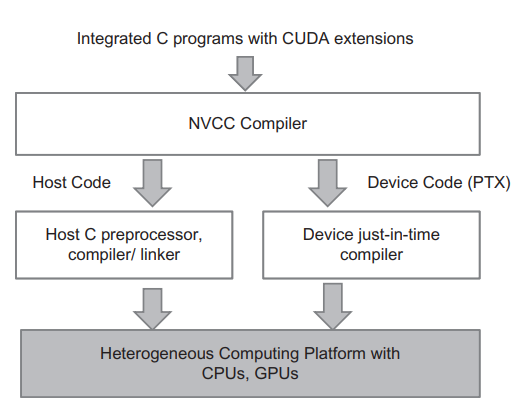 Integrated C programs with CUDA extensions
NVCC Compiler
Host Code
Device Code (PTX)
Host C preprocessor,
compiler/ linker
Device just-in-time
compiler
Heterogeneous Computing Platform with
CPUs, GPUs